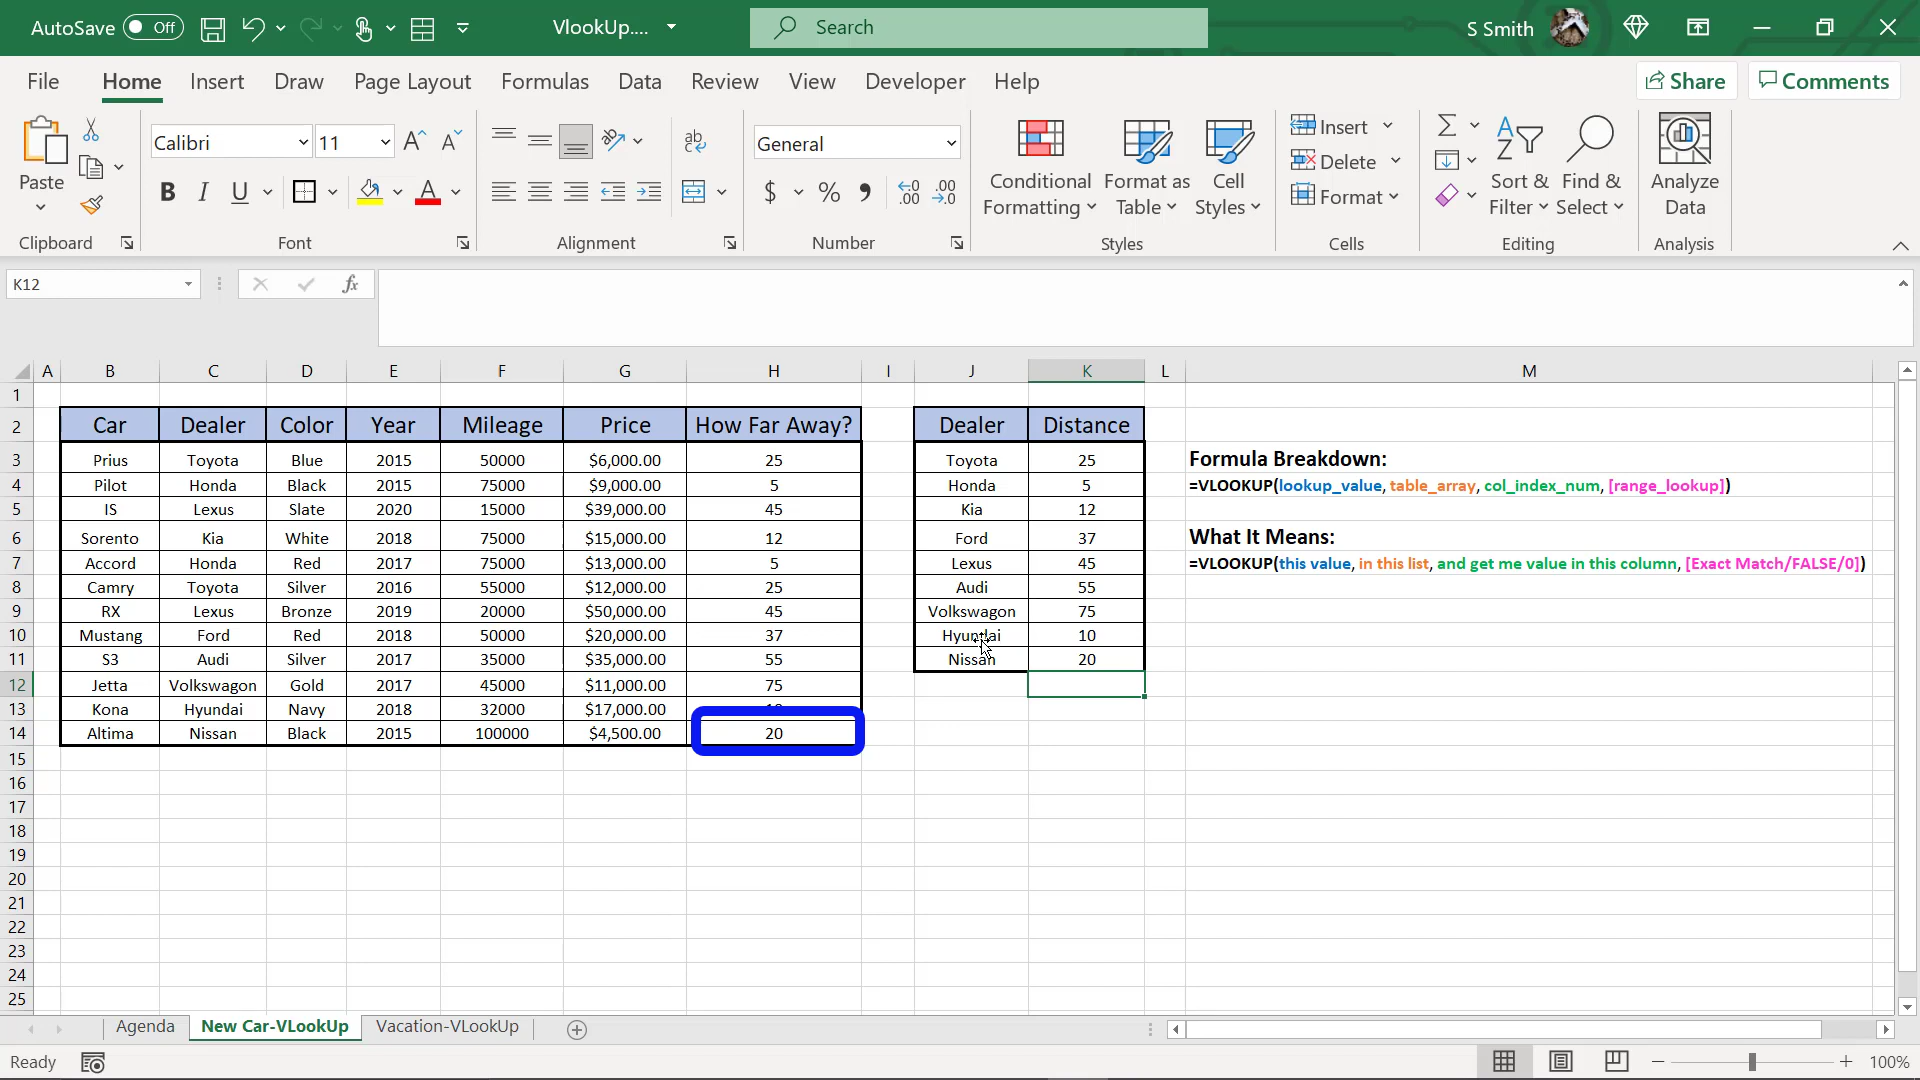 AutoSave Off VlookUp.... Search S Smith
File Home Insert Draw Page Layout Formulas Data Review View Developer Help Share Comments
Paste
Clipboard
Calibri 11
Font
Alignment
General
Number
Conditional Formatting
Format as Table
Cell Styles
Styles
Insert
Delete
Format
Cells
Sort & Filter
Find & Select
Editing
Analyze Data
Analysis
K12 fx
A B C D E F G H I J K L M
1
2 Car Dealer Color Year Mileage Price How Far Away? Dealer Distance
3 Prius Toyota Blue 2015 50000 $6,000.00 25 Toyota 25 Formula Breakdown:
4 Pilot Honda Black 2015 75000 $9,000.00 5 Honda 5 =VLOOKUP(lookup_value, table_array, col_index_num, [range_lookup])
5 IS Lexus Slate 2020 15000 $39,000.00 45 Kia 12
6 Sorento Kia White 2018 75000 $15,000.00 12 Ford 37 What It Means:
7 Accord Honda Red 2017 75000 $13,000.00 5 Lexus 45 =VLOOKUP(this value, in this list, and get me value in this column, [Exact Match/FALSE/0])
8 Camry Toyota Silver 2016 55000 $12,000.00 25 Audi 55
9 RX Lexus Bronze 2019 20000 $50,000.00 45 Volkswagon 75
10 Mustang Ford Red 2018 50000 $20,000.00 37 Hyundai 10
11 S3 Audi Silver 2017 35000 $35,000.00 55 Nissan 20
12 Jetta Volkswagon Gold 2017 45000 $11,000.00 75
13 Kona Hyundai Navy 2018 32000 $17,000.00
14 Altima Nissan Black 2015 100000 $4,500.00 20
15
16
17
18
19
20
21
22
23
24
25
Agenda New Car-VLookUp Vacation-VLookUp
Ready 100%